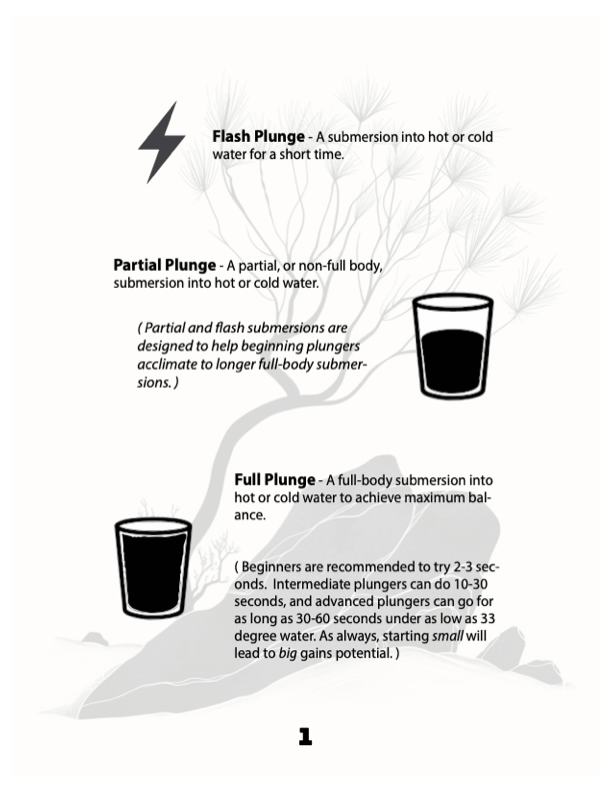 Flash Plunge - A submersion into hot or cold
water for a short time.
Partial Plunge - A partial, or non-full body,
submersion into hot or cold water.
( Partial and flash submersions are
designed to help beginning plungers
acclimate to longer full-body submer-
sions. )
Full Plunge - A full-body submersion into
hot or cold water to achieve maximum bal-
ance.
( Beginners are recommended to try 2-3 sec-
onds.  Intermediate plungers can do 10-30
seconds, and advanced plungers can go for
as long as 30-60 seconds under as low as 33
degree water. As always, starting small will
lead to big gains potential. )
1